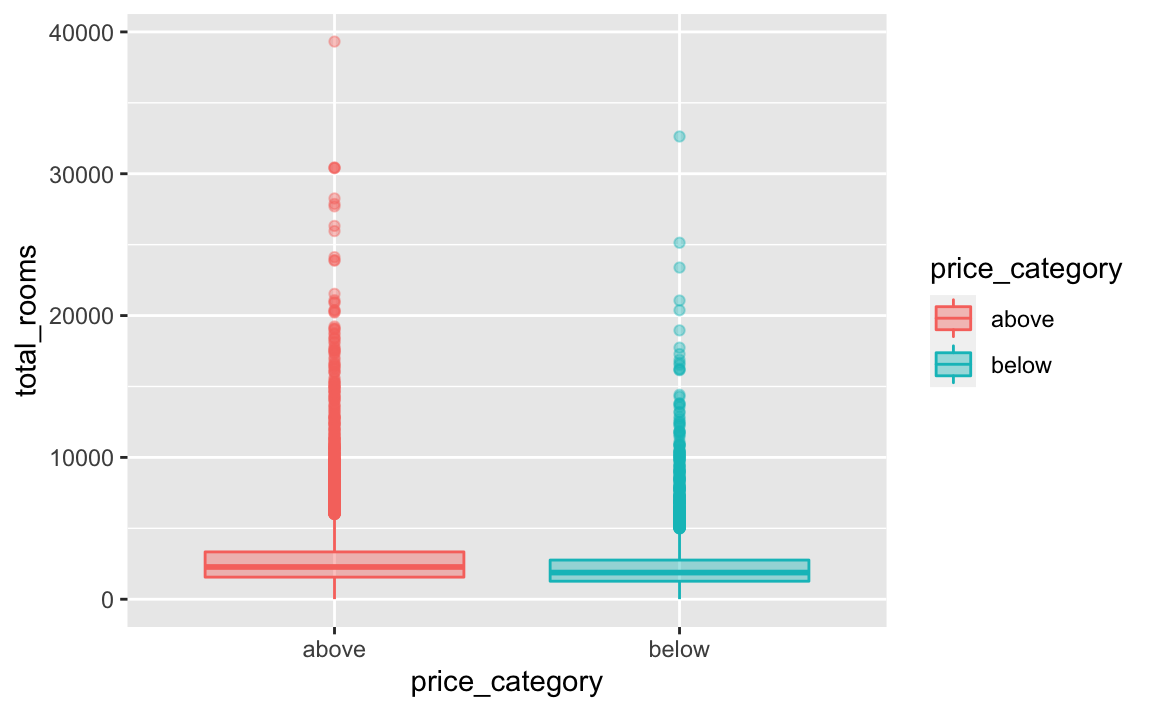 total_rooms
40000
30000
20000
10000
0
above
below
price_category
price_category
above
below